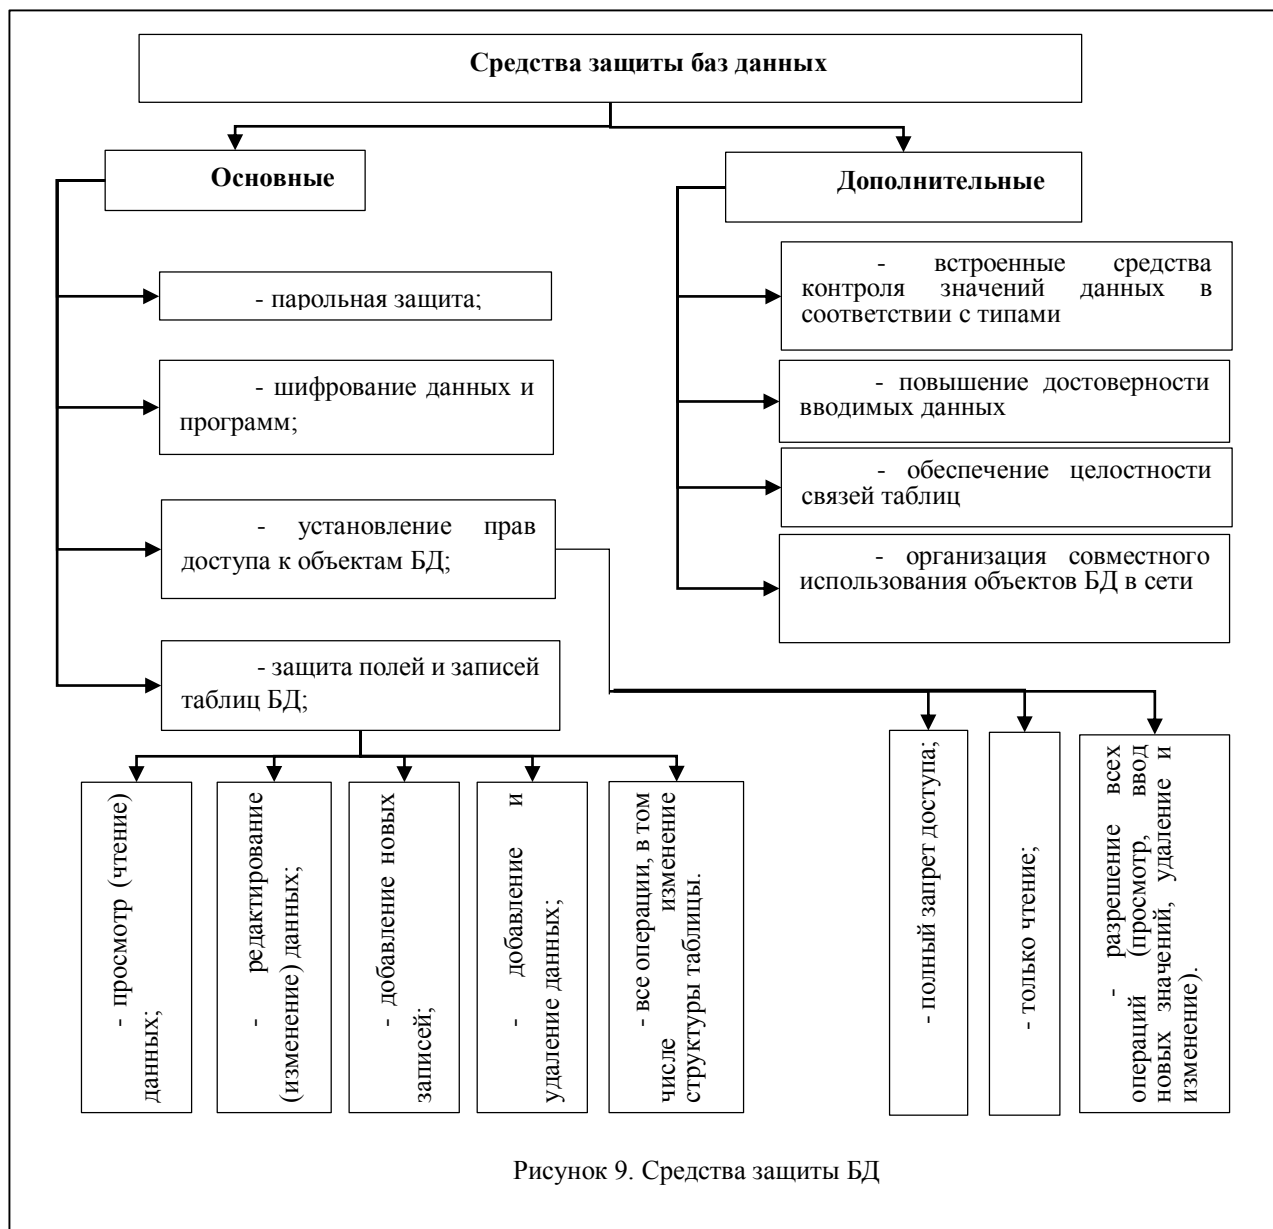 Средства защиты баз данных
Основные
Дополнительные
- парольная защита;
- шифрование данных и
программ;
- установление прав
доступа к объектам БД;
- защита полей и записей
таблиц БД;
- встроенные средства
контроля значений данных в
соответствии с типами
- повышение достоверности
вводимых данных
- обеспечение целостности
связей таблиц
- организация совместного
использования объектов БД в сети
- просмотр (чтение)
данных;
- редактирование
(изменение) данных;
- добавление новых
записей;
- добавление и
удаление данных;
- все операции, в том
числе изменение
структуры таблицы.
- полный запрет доступа;
- только чтение;
- разрешение всех
операций (просмотр, ввод
новых значений, удаление и
изменение).
Рисунок 9. Средства защиты БД